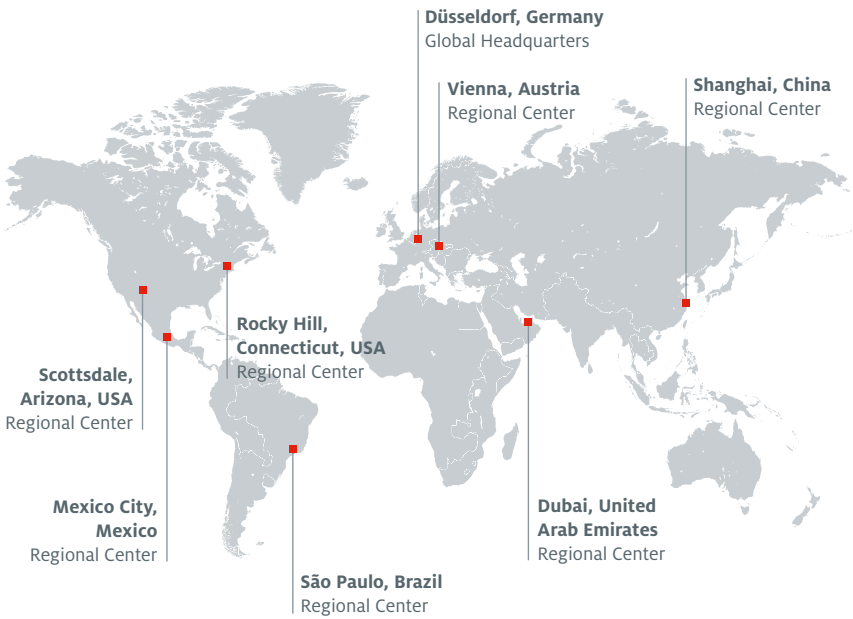 Düsseldorf, Germany
Global Headquarters
Vienna, Austria
Regional Center
Shanghai, China
Regional Center
Rocky Hill,
Connecticut, USA
Regional Center
Scottsdale,
Arizona, USA
Regional Center
Mexico City,
Mexico
Regional Center
Dubai, United
Arab Emirates
Regional Center
São Paulo, Brazil
Regional Center